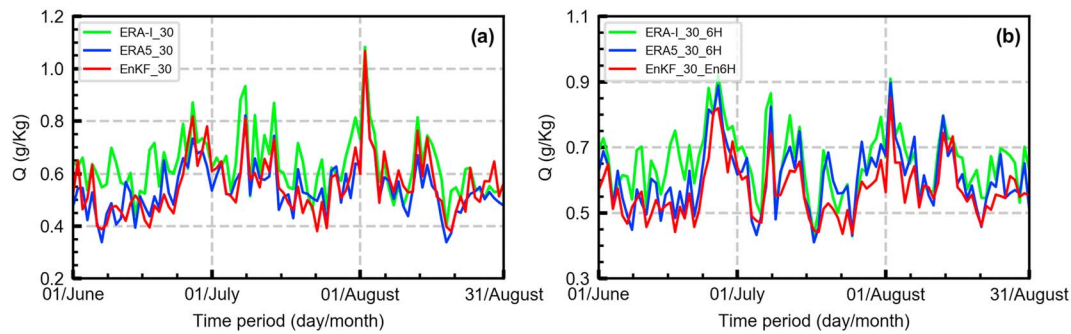 1.2
1.0
0.8
0.6
0.4
0.2
Q (g/Kg)
ERA-I_30
ERA5_30
EnKF_30
(a)
01/June
01/July
01/August
31/August
Time period (day/month)
1.1
0.9
0.7
0.5
0.3
Q (g/Kg)
ERA-I_30_6H
ERA5_30_6H
EnKF_30_En6H
(b)
01/June
01/July
01/August
31/August
Time period (day/month)